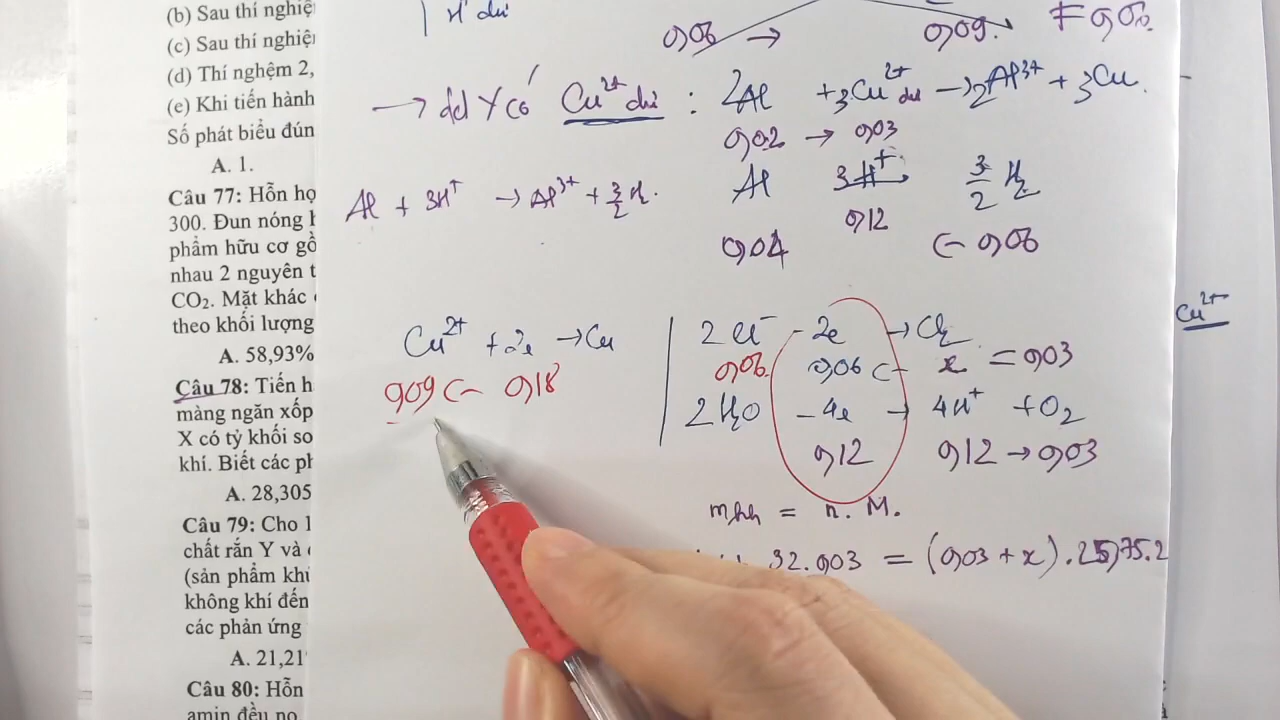 (b) Sau thí nghiệ
(c) Sau thí nghiệ
(d) Thí nghệm 2,
(e) Khi tiến hành
Số phát biểu đún
A. 1.
Câu 77: Hỗn hợ
300. Đun nóng h
phẩm hữu cơ gồ
nhau 2 nguyên t
CO₂. Mặt khác
theo khối lượng
A. 58,93%
Câu 78: Tiến h
màng ngăn xốp
X có tỷ khối so
khí. Biết các ph
A. 28,305
Câu 79: Cho 1
chất rắn Y và
(sản phẩm khử
không khí đến
các phản ứng
A. 21,21
Câu 80: Hỗn
amin đều no
H⁺ dư
0,06 → 0,09.
→ dd Y có Cu²⁺ dư : 2Al + 3Cu²⁺ dư → 2Al³⁺ + 3Cu.
0,02 → 0,03
Al + 3H⁺ → Al³⁺ + 3/2 H₂. Al 3H⁺ 3/2 H₂
0,12
0,04 ← 0,06
Cu²⁺ + 2e → Cu | 2Cl⁻ - 2e → Cl₂
0,09 ← 0,18 0,06. 0,06 ← x = 0,03
2H₂O - 4e → 4H⁺ + O₂
0,12 0,12 → 0,03
mhh = n. M.
32.0,03 = (0,03 + x).25,75.2
Cu²⁺